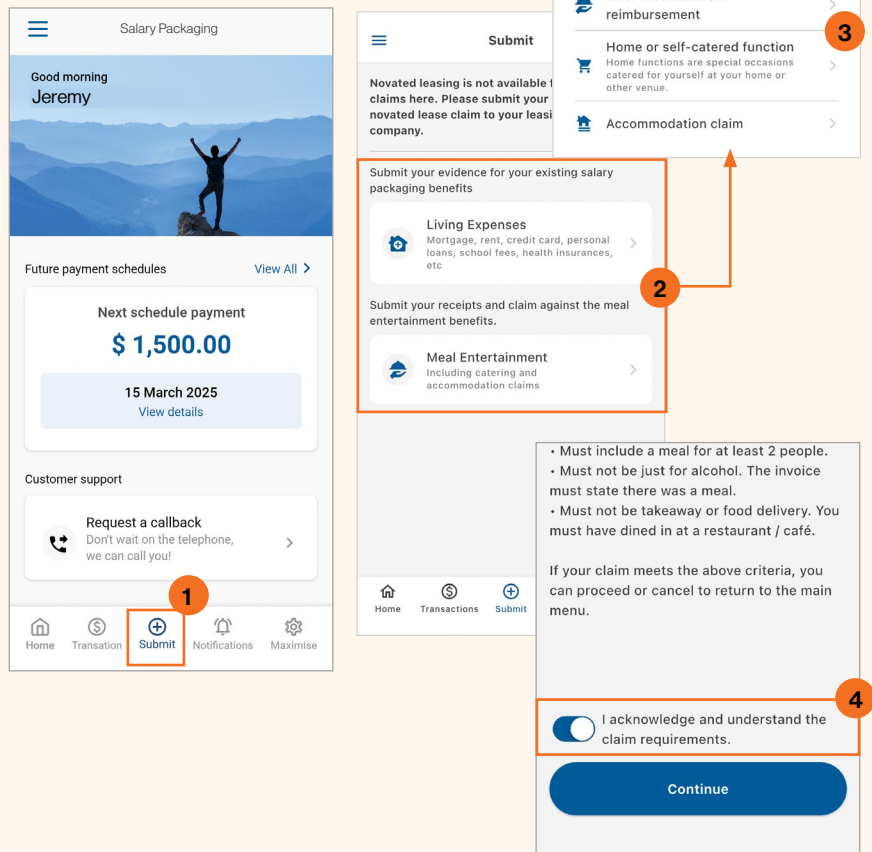 Salary Packaging
Good morning
Jeremy
Future payment schedules
View All
Next schedule payment
$ 1,500.00
15 March 2025
View details
Customer support
Request a callback
Don't wait on the telephone,
we can call you!
1
Home
Transation
Submit
Notifications
Maximise
Submit
Novated leasing is not available
claims here. Please submit your
novated lease claim to your
company.
Submit your evidence for your existing salary
packaging benefits
Living Expenses
Mortgage, rent, credit card, personal
loans, school fees, health insurances,
etc
2
Submit your receipts and claim against the meal
entertainment benefits.
Meal Entertainment
Including catering and
accommodation claims
Home
Transactions
Submit
reimbursement
3
Home or self-catered function
Home functions are special occasions
catered for yourself at your home or
other venue.
Accommodation claim
• Must include a meal for at least 2 people.
• Must not be just for alcohol. The invoice
must state there was a meal.
• Must not be takeaway or food delivery. You
must have dined in at a restaurant / café.
If your claim meets the above criteria, you
can proceed or cancel to return to the main
menu.
4
I acknowledge and understand the
claim requirements.
Continue